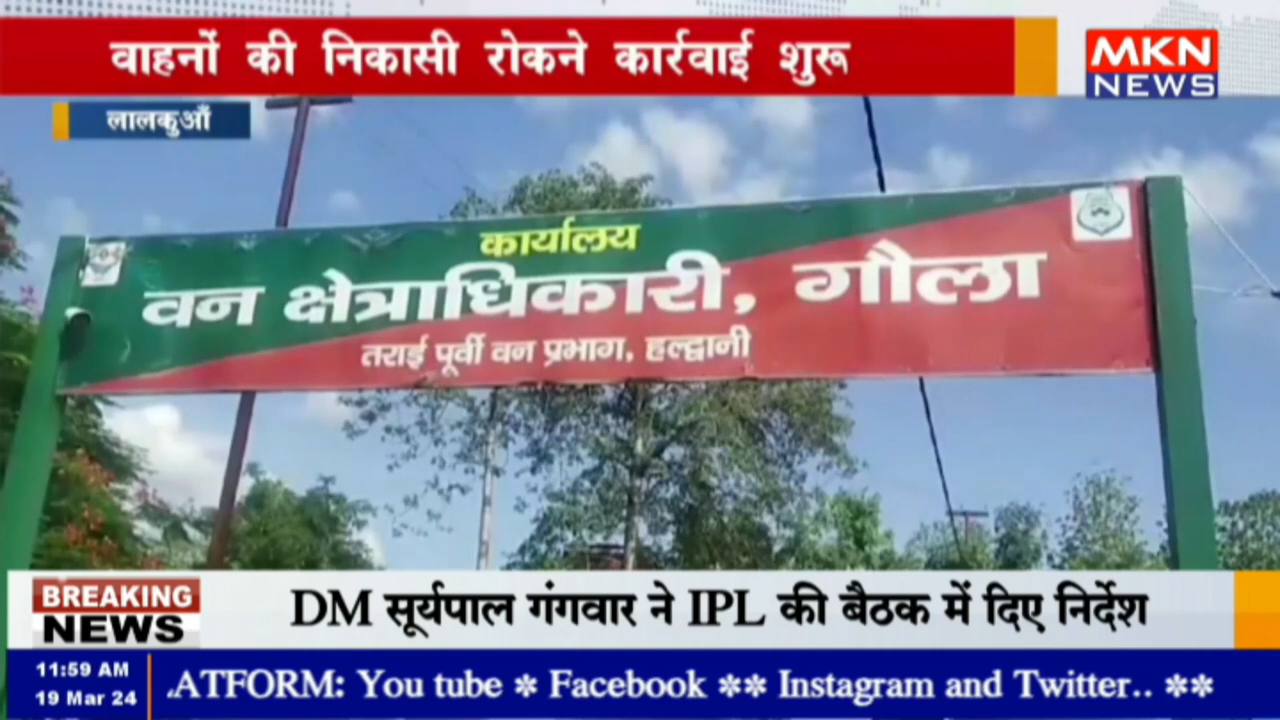 वाहनों की निकासी रोकने कार्रवाई शुरू
MKN
NEWS
लालकुआँ
कार्यालय
वन क्षेत्राधिकारी, गौला
तराई पूर्वी वन प्रभाग, हल्द्वानी
BREAKING
NEWS
DM सूर्यपाल गंगवार ने IPL की बैठक में दिए निर्देश
11:59 AM
19 Mar 24
ATFORM: You tube * Facebook ** Instagram and Twitter.. **